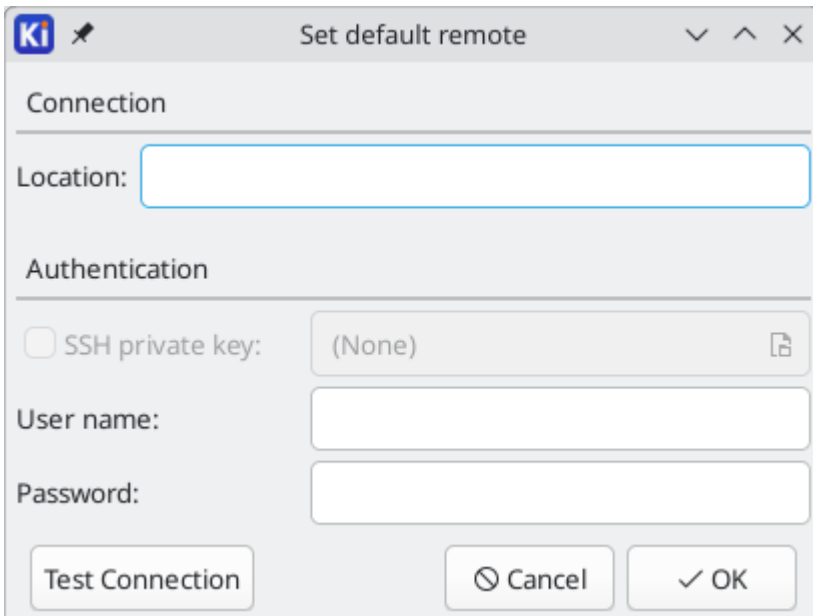 Ki Set default remote
Connection
Location:
Authentication
SSH private key: (None)
User name:
Password:
Test Connection Cancel OK